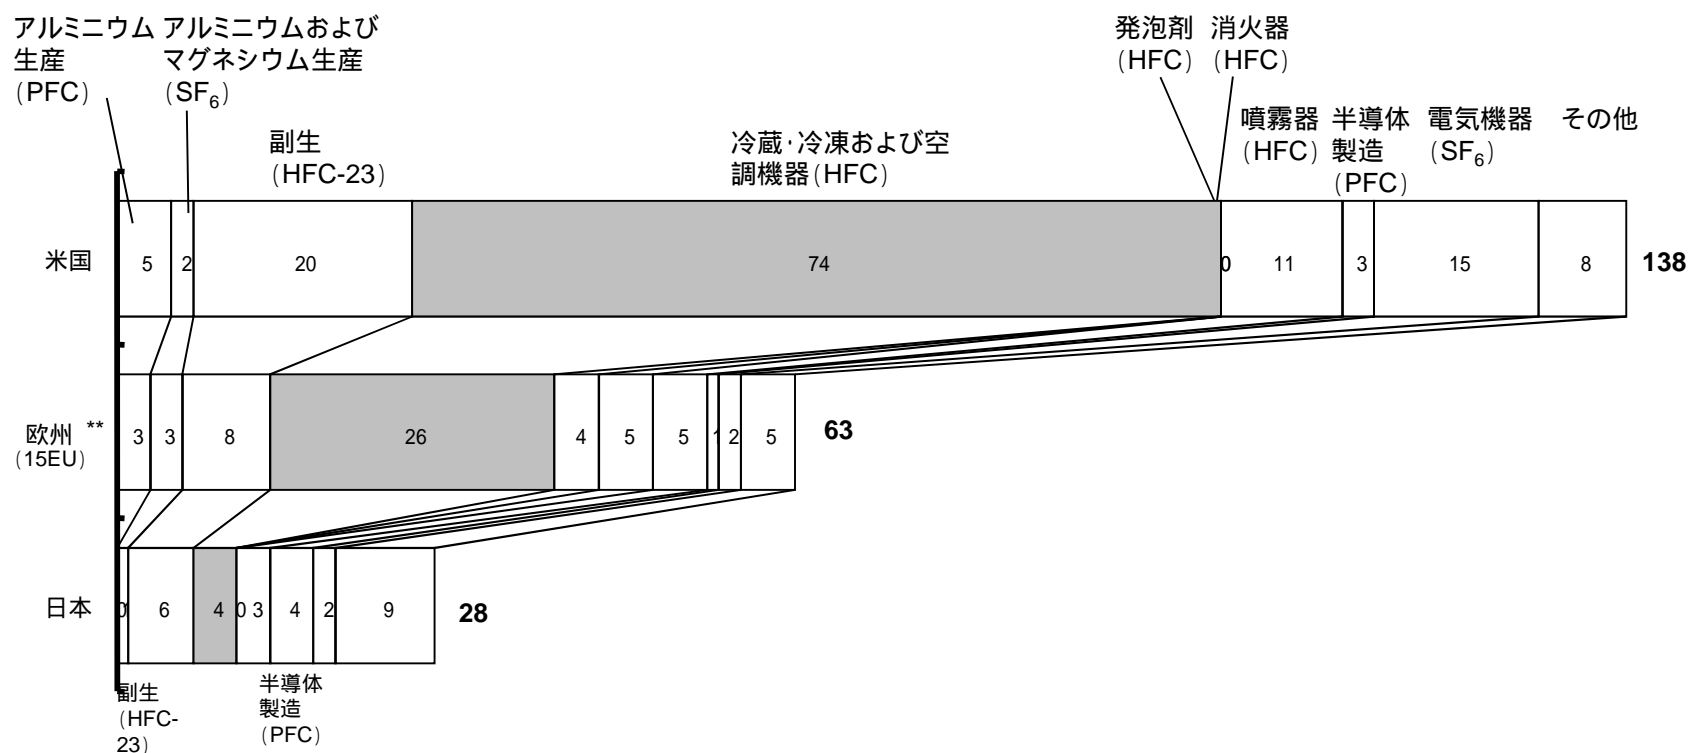 アルミニウム
生産
(PFC)
アルミニウムおよび
マグネシウム生産
(SF₆)
副生
(HFC-23)
冷蔵・冷凍および空
調機器(HFC)
発泡剤
(HFC)
消火器
(HFC)
噴霧器
(HFC)
半導体
製造
(PFC)
電気機器
(SF₆)
その他
米国
5
2
20
74
0
11
3
15
8
138
欧州 **
(15EU)
3
3
8
26
4
5
5
1
2
5
63
日本
0
6
4
0
3
4
2
9
28
副生
(HFC-
23)
半導体
製造
(PFC)